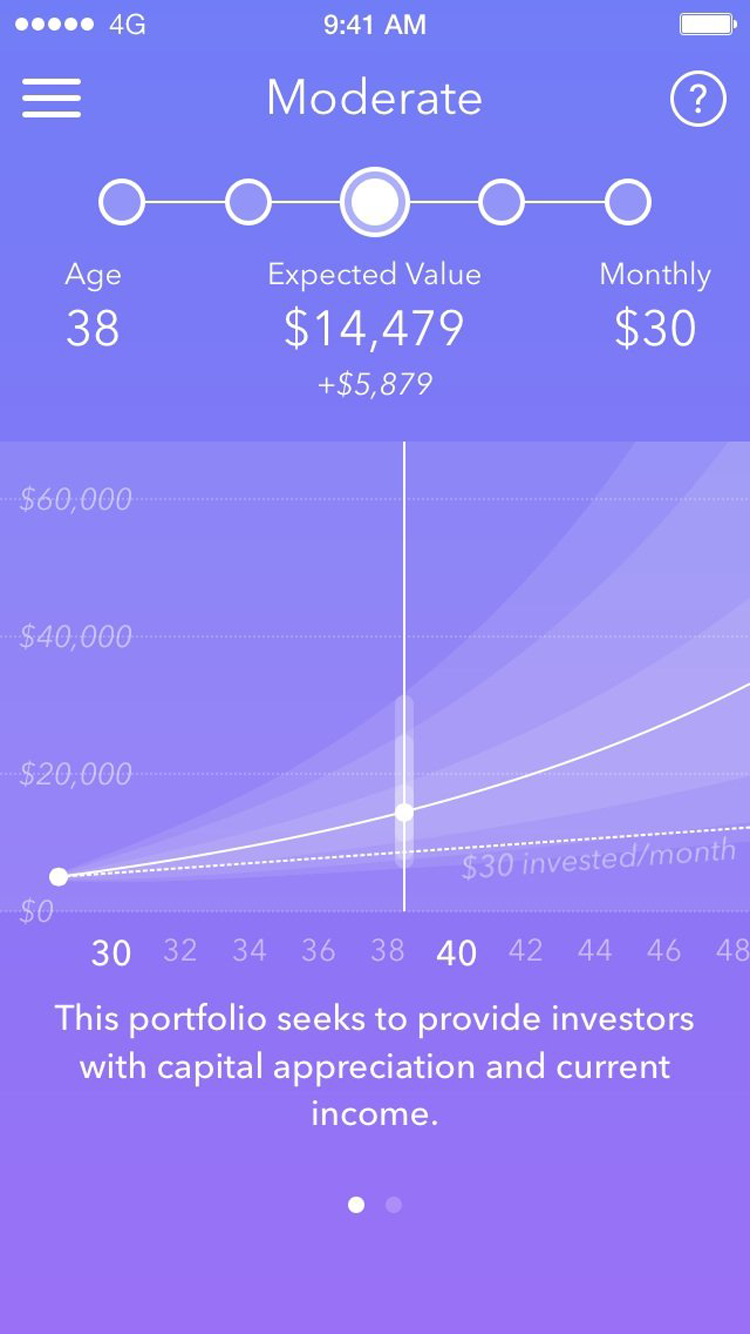 4G 9:41 AM
Moderate ?
Age Expected Value Monthly
38 $14,479 $30
+$5,879
$60,000
$40,000
$20,000
$30 invested/month
$0
30 32 34 36 38 40 42 44 46 48
This portfolio seeks to provide investors
with capital appreciation and current
income.